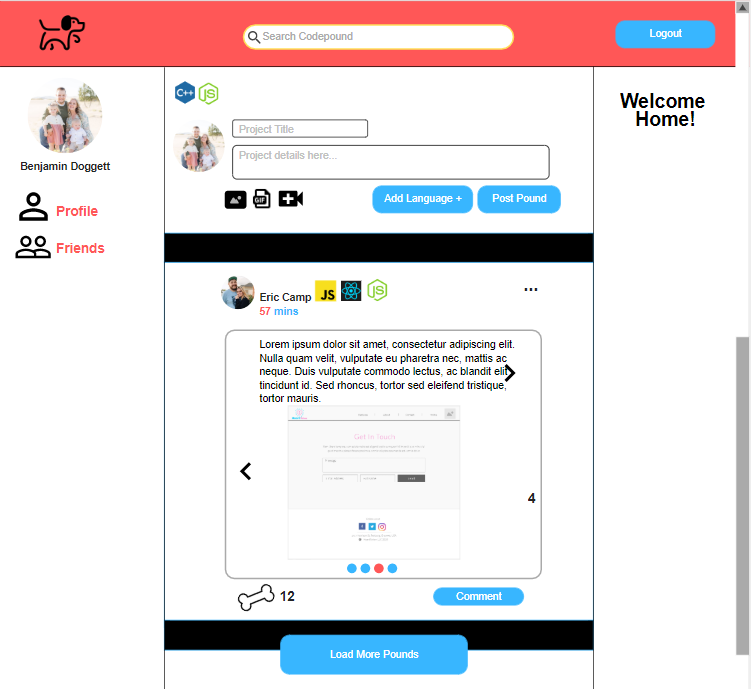 Search Codepound
Logout
Benjamin Doggett
Profile
Friends
C++
JS
Project Title
Project details here...
GIF
Add Language +
Post Pound
Welcome
Home!
Eric Camp
JS
JS
57 mins
...
Lorem ipsum dolor sit amet, consectetur adipiscing elit.
Nulla quam velit, vulputate eu pharetra nec, mattis ac
neque. Duis vulputate commodo lectus, ac blandit elit
tincidunt id. Sed rhoncus, tortor sed eleifend tristique,
tortor mauris.
Get In Touch
4
12
Comment
Load More Pounds